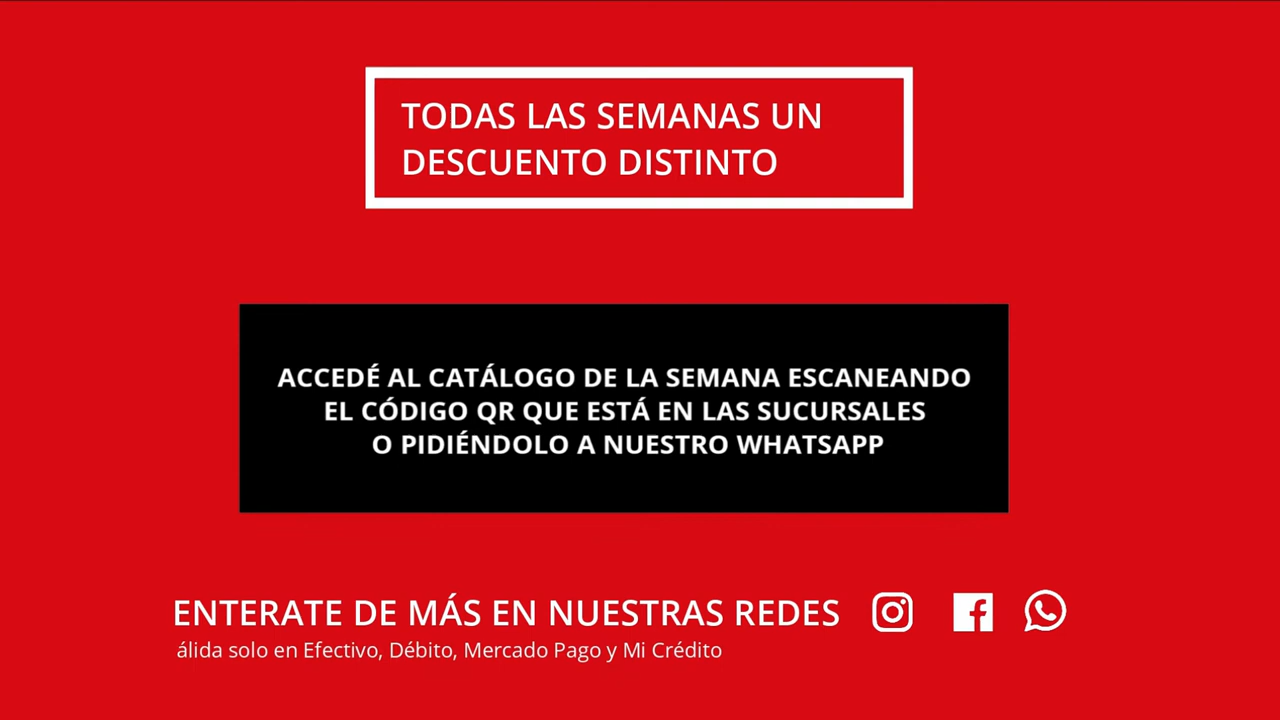 TODAS LAS SEMANAS UN
DESCUENTO DISTINTO
ACCEDÉ AL CATÁLOGO DE LA SEMANA ESCANEANDO
EL CÓDIGO QR QUE ESTÁ EN LAS SUCURSALES
O PIDIÉNDOLO A NUESTRO WHATSAPP
ENTERATE DE MÁS EN NUESTRAS REDES
álida solo en Efectivo, Débito, Mercado Pago y Mi Crédito